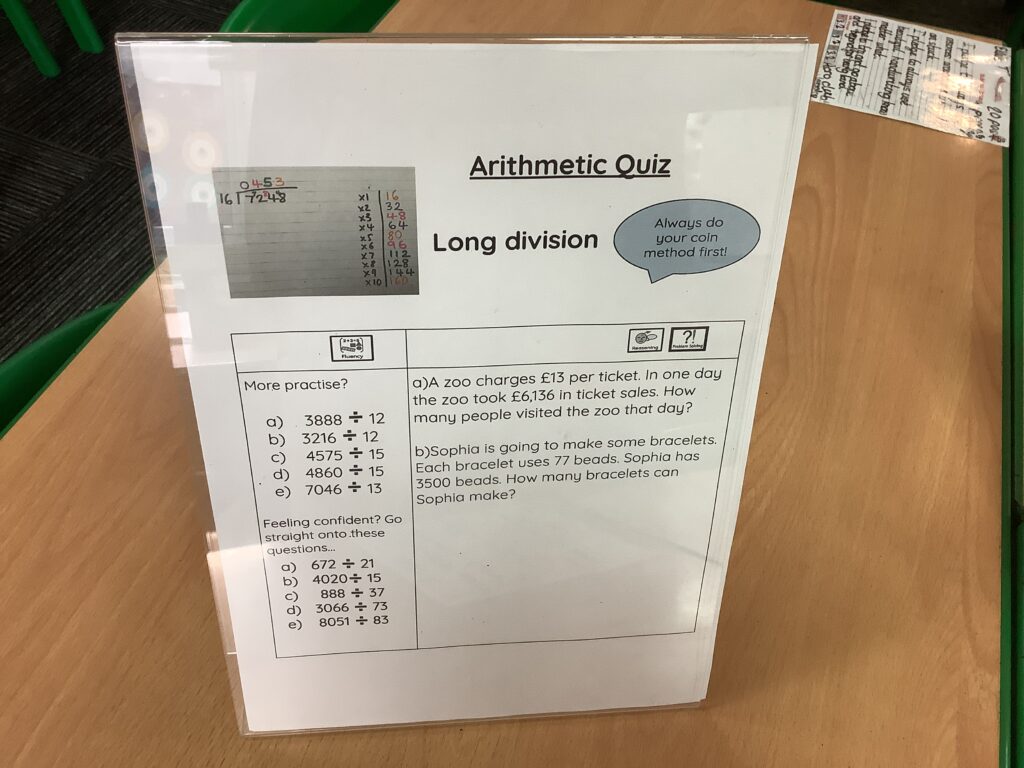 Arithmetic Quiz
Long division
Always do
your coin
method first!
0453
16 7248
x1 16
x2 32
x3 48
x4 64
x5 80
x6 96
x7 112
x8 128
x9 144
x10 160
Fluency
More practise?
a) 3888 ÷ 12
b) 3216 ÷ 12
c) 4575 ÷ 15
d) 4860 ÷ 15
e) 7046 ÷ 13
Feeling confident? Go
straight onto these
questions...
a) 672 ÷ 21
b) 4020÷ 15
c) 888 ÷ 37
d) 3066 ÷ 73
e) 8051 ÷ 83
Reasoning
?!
Problem Solving
a)A zoo charges £13 per ticket. In one day
the zoo took £6,136 in ticket sales. How
many people visited the zoo that day?
b)Sophia is going to make some bracelets.
Each bracelet uses 77 beads. Sophia has
3500 beads. How many bracelets can
Sophia make?